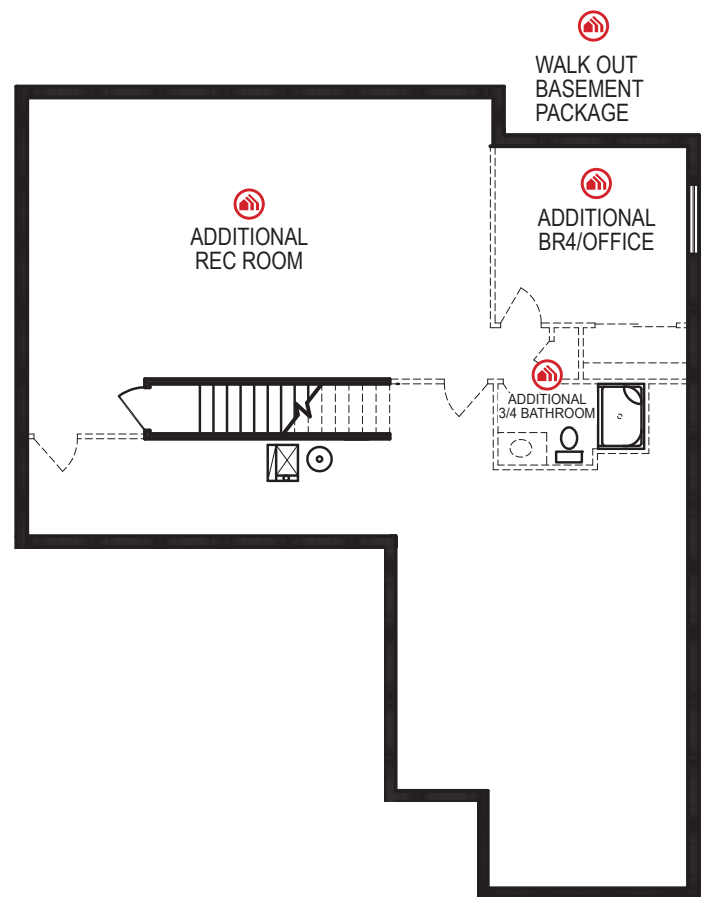 WALK OUT
BASEMENT
PACKAGE
ADDITIONAL
REC ROOM
ADDITIONAL
BR4/OFFICE
ADDITIONAL
3/4 BATHROOM